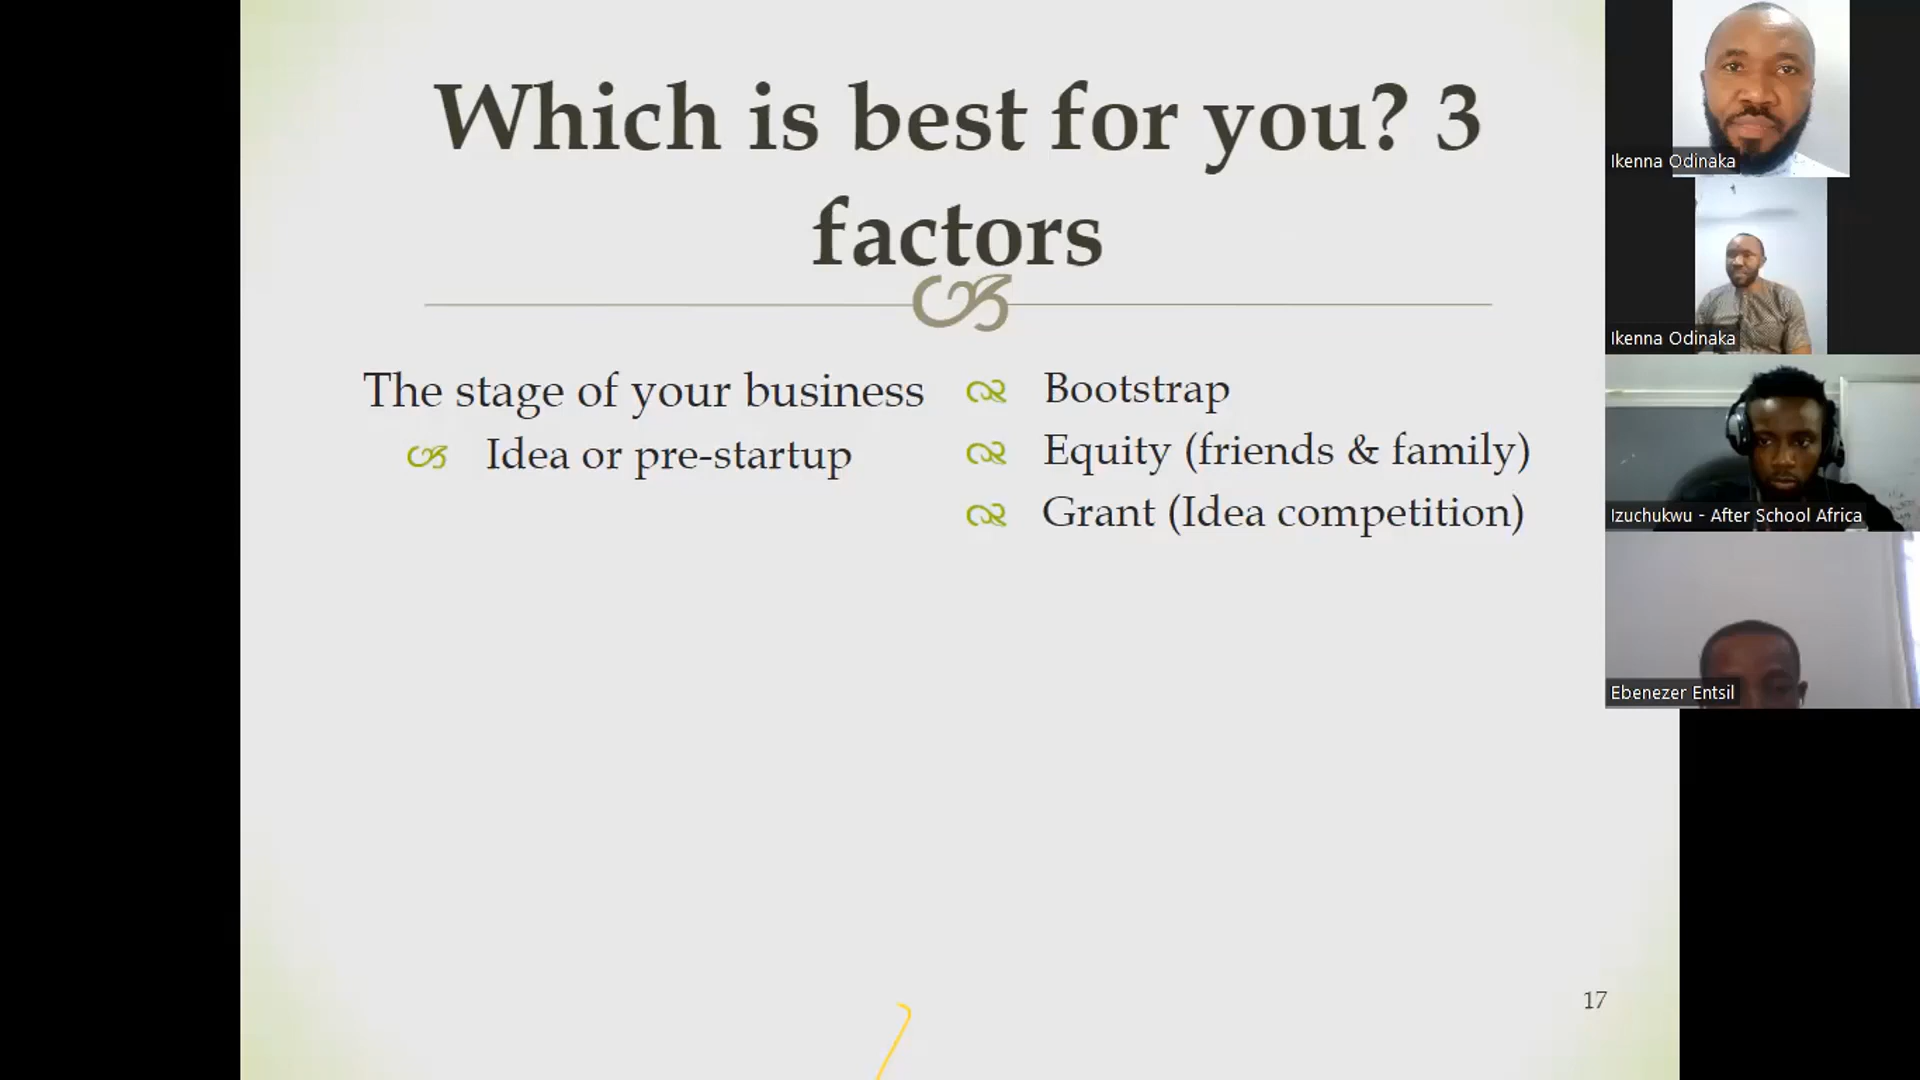 Which is best for you? 3
factors
The stage of your business
Idea or pre-startup
Bootstrap
Equity (friends & family)
Grant (Idea competition)
17
Ikenna Odinaka
Ikenna Odinaka
Izuchukwu - After School Africa
Ebenezer Entsil